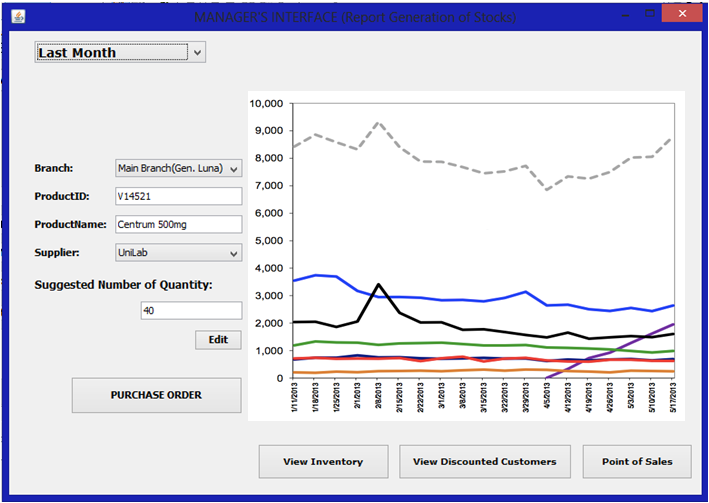 MANAGER'S INTERFACE (Report Generation of Stocks)
Last Month
Branch: Main Branch(Gen. Luna)
ProductID: V14521
ProductName: Centrum 500mg
Supplier: UniLab
Suggested Number of Quantity:
40
Edit
PURCHASE ORDER
10,000
9,000
8,000
7,000
6,000
5,000
4,000
3,000
2,000
1,000
0
1/11/2013
1/18/2013
1/25/2013
2/1/2013
2/8/2013
2/15/2013
2/22/2013
3/1/2013
3/8/2013
3/15/2013
3/22/2013
3/29/2013
4/5/2013
4/12/2013
4/19/2013
4/26/2013
5/3/2013
5/10/2013
5/17/2013
View Inventory
View Discounted Customers
Point of Sales